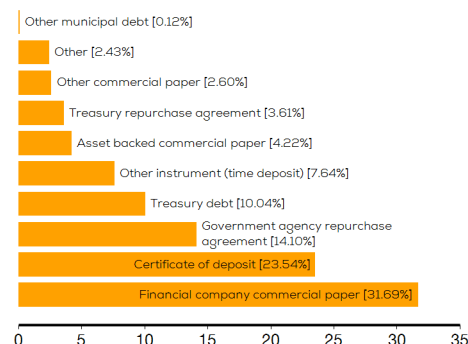 Other municipal debt [0.12%]
Other [2.43%]
Other commercial paper [2.60%]
Treasury repurchase agreement [3.61%]
Asset backed commercial paper [4.22%]
Other instrument (time deposit) [7.64%]
Treasury debt [10.04%]
Government agency repurchase
agreement [14.10%]
Certificate of deposit [23.54%]
Financial company commercial paper [31.69%]
0 5 10 15 20 25 30 35